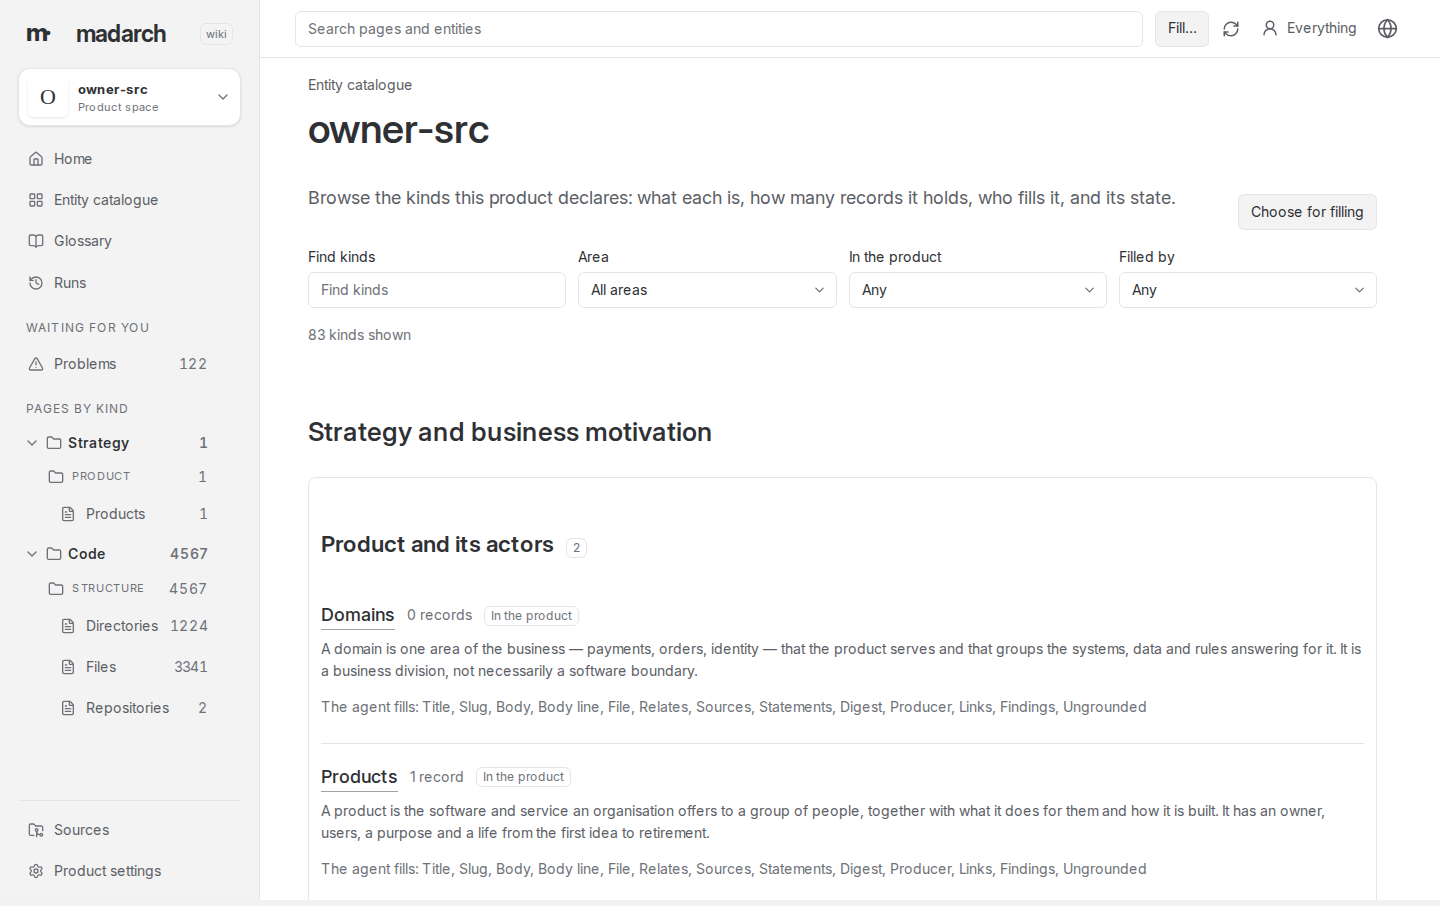 m·
madarch
wiki
O
owner-src
Product space
Home
Entity catalogue
Glossary
Runs
WAITING FOR YOU
Problems 122
PAGES BY KIND
Strategy 1
PRODUCT 1
Products 1
Code 4567
STRUCTURE 4567
Directories 1224
Files 3341
Repositories 2
Sources
Product settings
Search pages and entities
Fill...
Everything
Entity catalogue
owner-src
Browse the kinds this product declares: what each is, how many records it holds, who fills it, and its state.
Choose for filling
Find kinds
Area
In the product
Filled by
Find kinds
All areas
Any
Any
83 kinds shown
Strategy and business motivation
Product and its actors 2
Domains 0 records In the product
A domain is one area of the business — payments, orders, identity — that the product serves and that groups the systems, data and rules answering for it. It is
a business division, not necessarily a software boundary.
The agent fills: Title, Slug, Body, Body line, File, Relates, Sources, Statements, Digest, Producer, Links, Findings, Ungrounded
Products 1 record In the product
A product is the software and service an organisation offers to a group of people, together with what it does for them and how it is built. It has an owner,
users, a purpose and a life from the first idea to retirement.
The agent fills: Title, Slug, Body, Body line, File, Relates, Sources, Statements, Digest, Producer, Links, Findings, Ungrounded